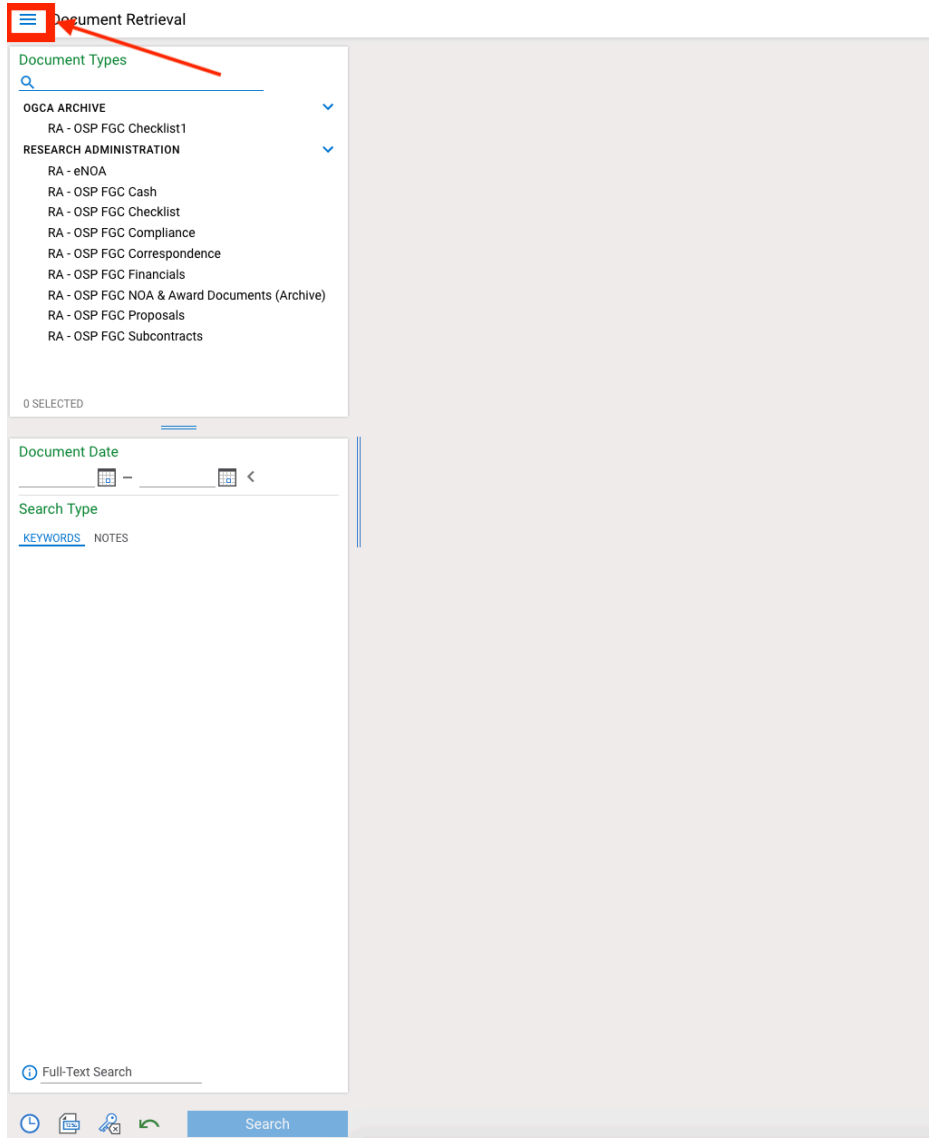 Document Retrieval
Document Types
OGCA ARCHIVE
RA - OSP FGC Checklist1
RESEARCH ADMINISTRATION
RA - eNOA
RA - OSP FGC Cash
RA - OSP FGC Checklist
RA - OSP FGC Compliance
RA - OSP FGC Correspondence
RA - OSP FGC Financials
RA - OSP FGC NOA & Award Documents (Archive)
RA - OSP FGC Proposals
RA - OSP FGC Subcontracts
0 SELECTED
Document Date
–
Search Type
KEYWORDS NOTES
Full-Text Search
Search